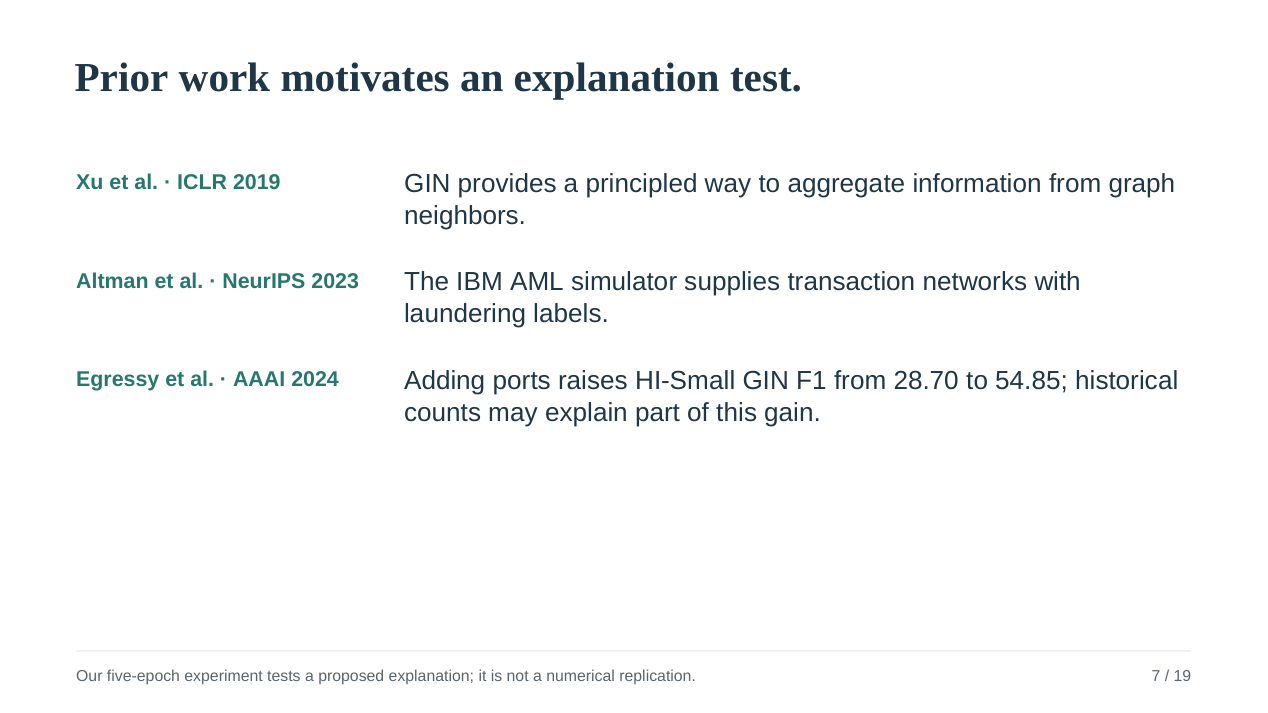 Prior work motivates an explanation test.
Xu et al. · ICLR 2019
GIN provides a principled way to aggregate information from graph
neighbors.
Altman et al. · NeurIPS 2023
The IBM AML simulator supplies transaction networks with
laundering labels.
Egressy et al. · AAAI 2024
Adding ports raises HI-Small GIN F1 from 28.70 to 54.85; historical
counts may explain part of this gain.
Our five-epoch experiment tests a proposed explanation; it is not a numerical replication.
7 / 19